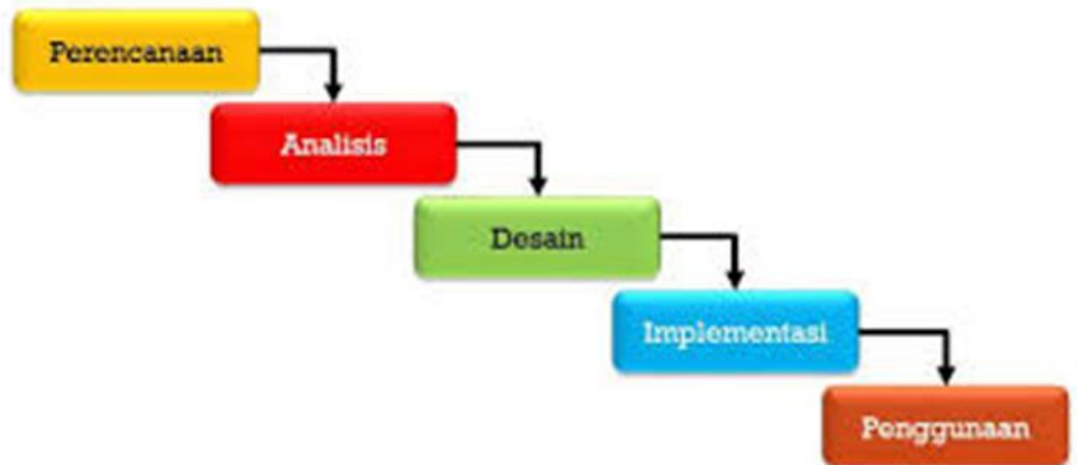 Perencanaan
Analisis
Desain
Implementasi
Penggunaan